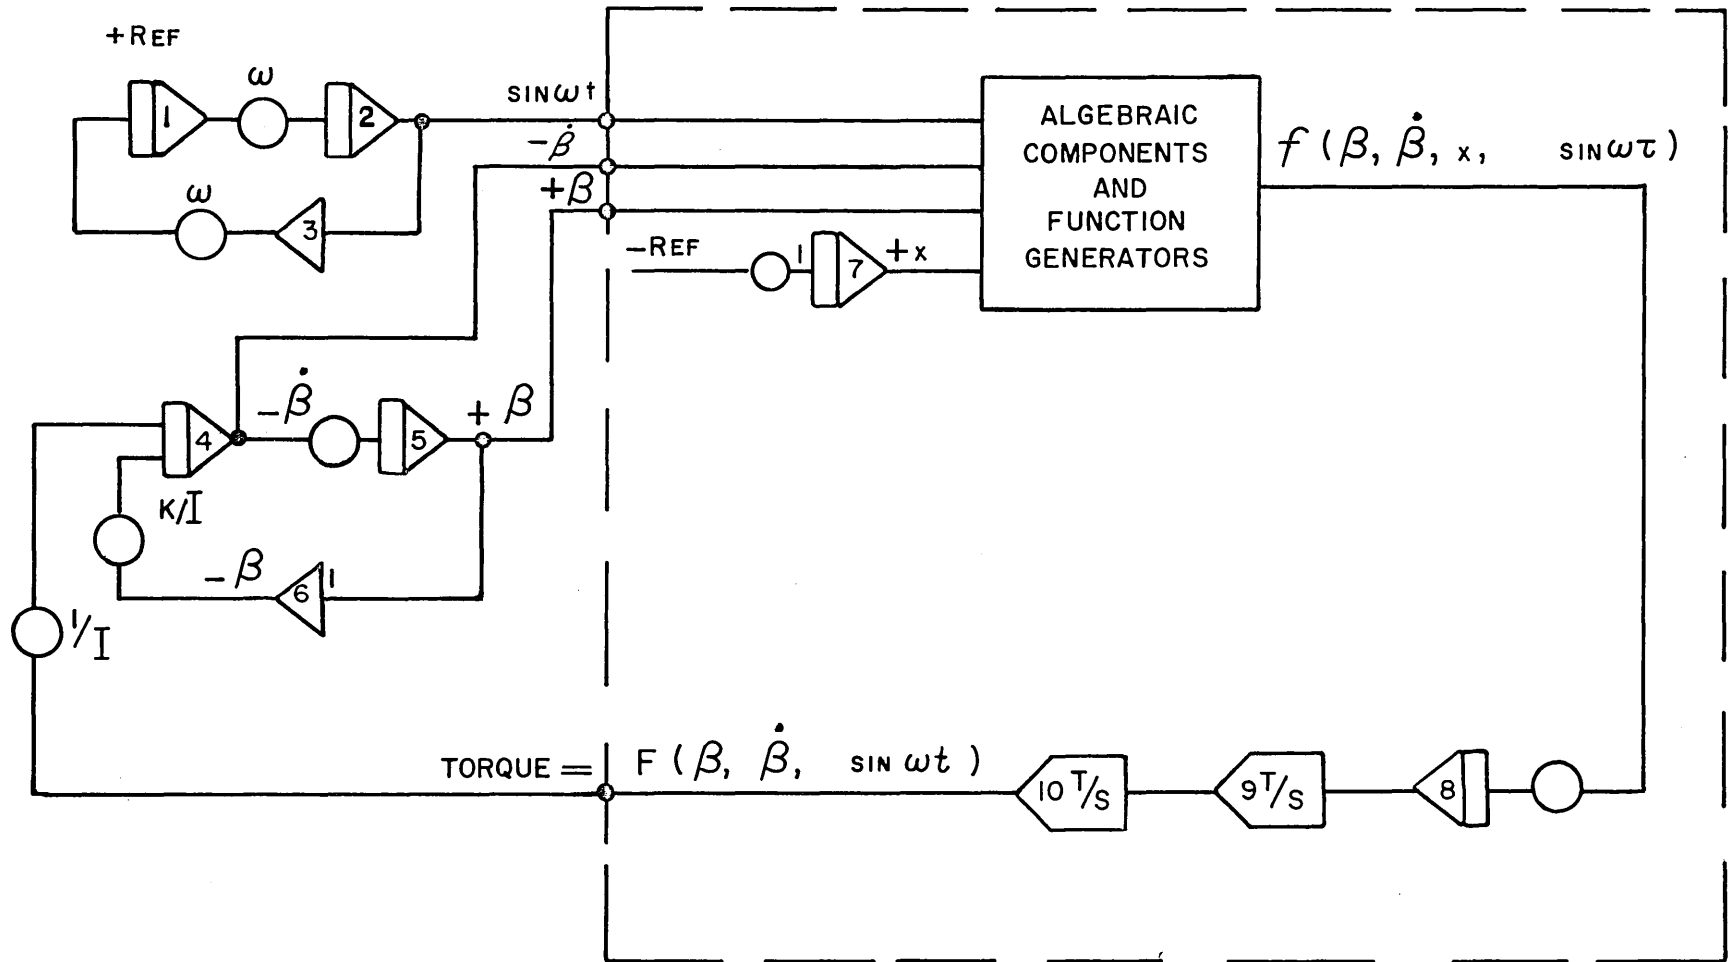 +REF
ω
1
2
ω
3
SIN ωt
-β̇
+β
-REF
1
7
+x
ALGEBRAIC
COMPONENTS
AND
FUNCTION
GENERATORS
f (β, β̇, x, SIN ωτ)
4
-β̇
5
+ β
K/I
-β
6
1
1/I
TORQUE =
F (β, β̇, SIN ωt)
10 T/S
9 T/S
8